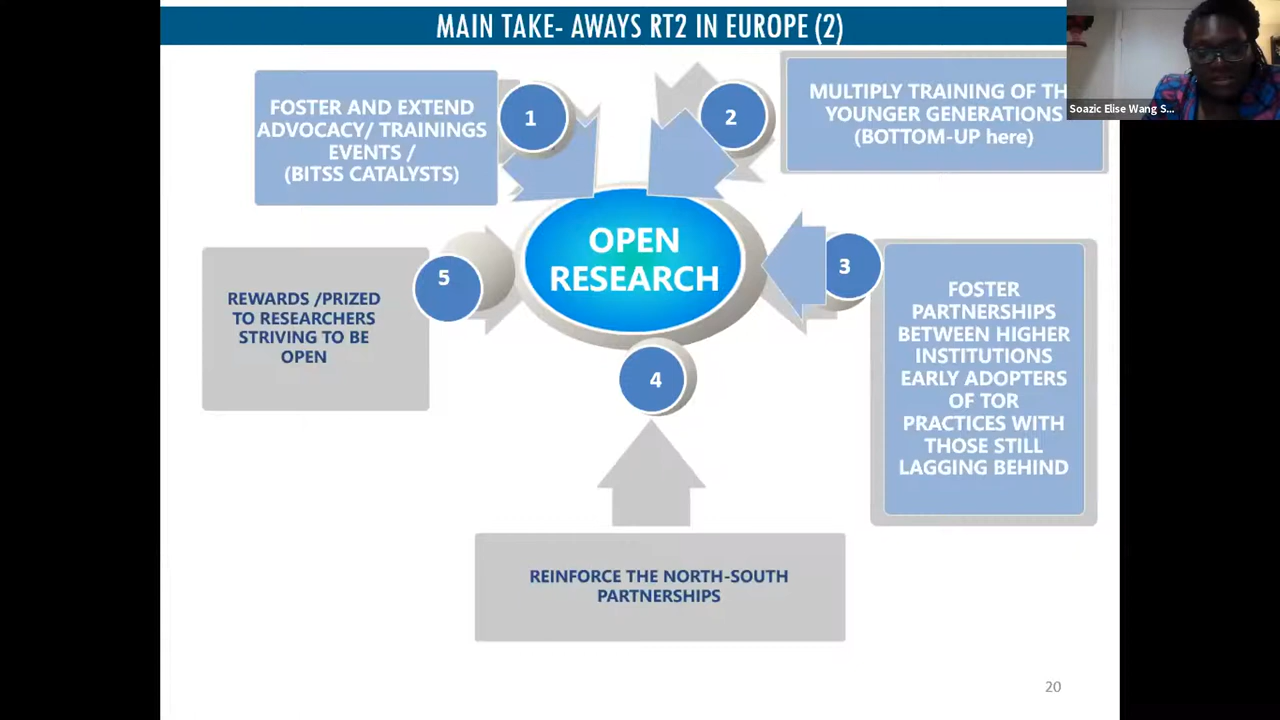 MAIN TAKE- AWAYS RT2 IN EUROPE (2)
FOSTER AND EXTEND
ADVOCACY/ TRAININGS
EVENTS /
(BITSS CATALYSTS)
1
2
MULTIPLY TRAINING OF TH
YOUNGER GENERATIONS
(BOTTOM-UP here)
Soazic Elise Wang S...
OPEN
RESEARCH
3
FOSTER
PARTNERSHIPS
BETWEEN HIGHER
INSTITUTIONS
EARLY ADOPTERS
OF TOR
PRACTICES WITH
THOSE STILL
LAGGING BEHIND
5
REWARDS /PRIZED
TO RESEARCHERS
STRIVING TO BE
OPEN
4
REINFORCE THE NORTH-SOUTH
PARTNERSHIPS
20